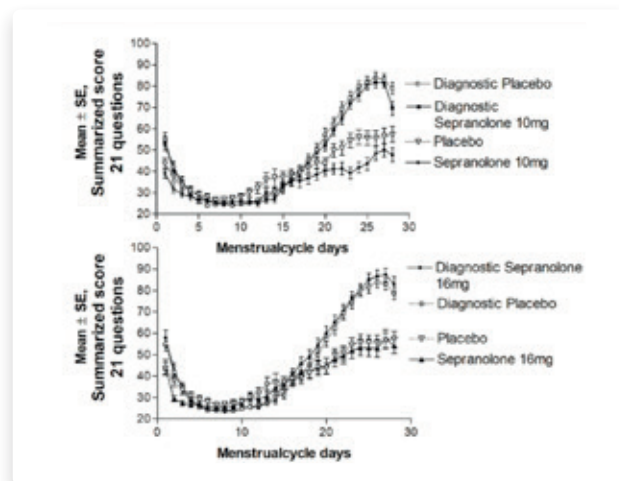 Mean ± SE,
Summarized score
21 questions
100
90
80
70
60
50
40
30
20
0 5 10 15 20 25 30
Menstrualcycle days
Diagnostic Placebo
Diagnostic
Sepranolone 10mg
Placebo
Sepranolone 10mg
Mean ± SE,
Summarized score
21 questions
100
90
80
70
60
50
40
30
20
0 10 20 30
Menstrualcycle days
Diagnostic Sepranolone
16mg
Diagnostic Placebo
Placebo
Sepranolone 16mg